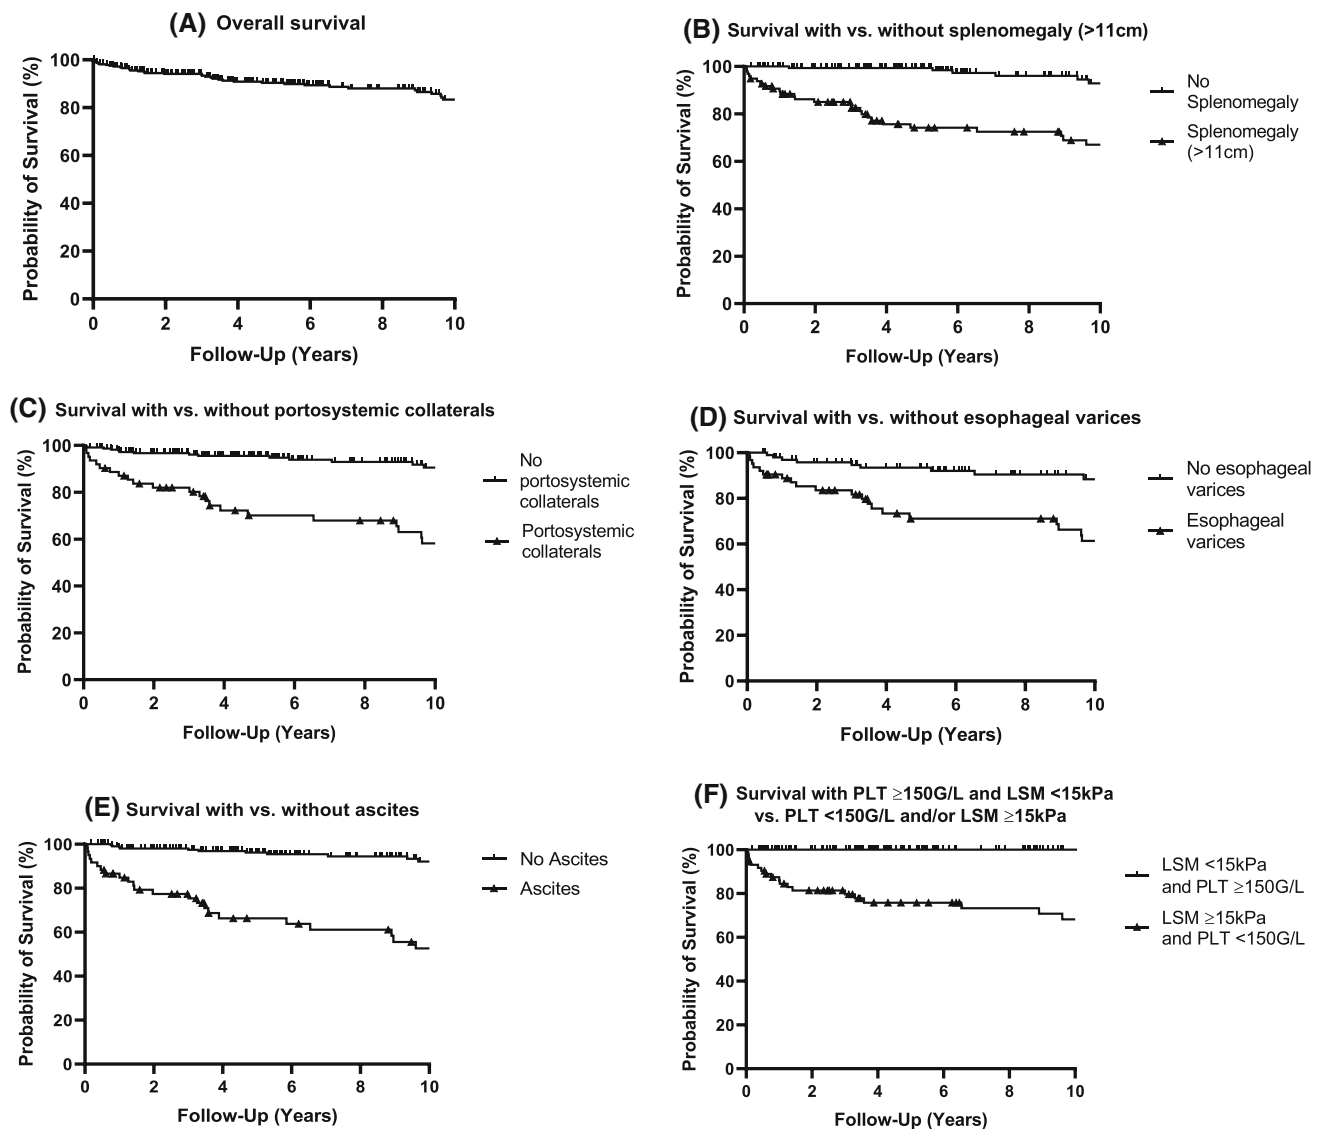 (A) Overall survival
Probability of Survival (%)
100
80
60
40
20
0
0 2 4 6 8 10
Follow-Up (Years)
(B) Survival with vs. without splenomegaly (>11cm)
Probability of Survival (%)
100
80
60
40
20
0
0 2 4 6 8 10
Follow-Up (Years)
No
Splenomegaly
Splenomegaly
(>11cm)
(C) Survival with vs. without portosystemic collaterals
Probability of Survival (%)
100
80
60
40
20
0
0 2 4 6 8 10
Follow-Up (Years)
No
portosystemic
collaterals
Portosystemic
collaterals
(D) Survival with vs. without esophageal varices
Probability of Survival (%)
100
80
60
40
20
0
0 2 4 6 8 10
Follow-Up (Years)
No esophageal
varices
Esophageal
varices
(E) Survival with vs. without ascites
Probability of Survival (%)
100
80
60
40
20
0
0 2 4 6 8 10
Follow-Up (Years)
No Ascites
Ascites
(F) Survival with PLT ≥150G/L and LSM <15kPa
vs. PLT <150G/L and/or LSM ≥15kPa
Probability of Survival (%)
100
80
60
40
20
0
0 2 4 6 8 10
Follow-Up (Years)
LSM <15kPa
and PLT ≥150G/L
LSM ≥15kPa
and PLT <150G/L